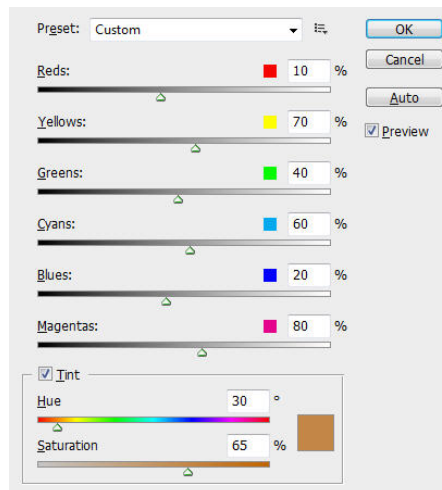 Preset: Custom OK
Cancel
Reds: 10 %
Auto
Yellows: 70 %
Preview
Greens: 40 %
Cyans: 60 %
Blues: 20 %
Magentas: 80 %
Tint
Hue 30 °
Saturation 65 %